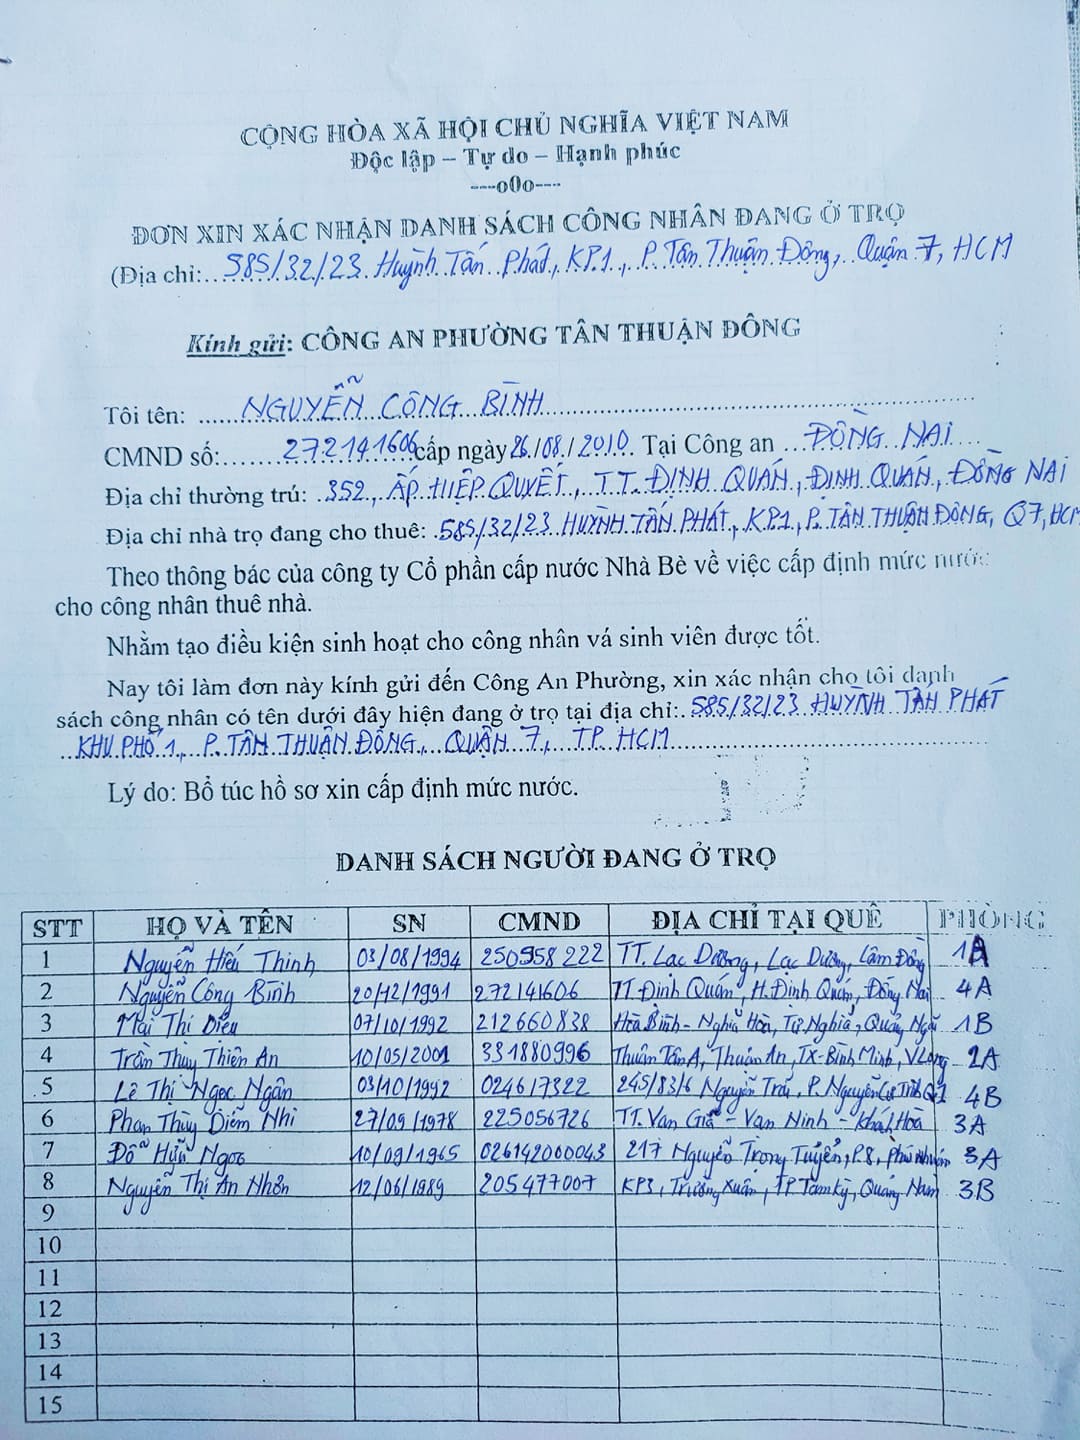 CỘNG HÒA XÃ HỘI CHỦ NGHĨA VIỆT NAM
Độc lập – Tự do – Hạnh phúc
---o0o---
ĐƠN XIN XÁC NHẬN DANH SÁCH CÔNG NHÂN ĐANG Ở TRỌ
(Địa chỉ: 585/32/23 Huỳnh Tấn Phát, KP.1, P. Tân Thuận Đông, Quận 7, HCM
Kính gửi: CÔNG AN PHƯỜNG TÂN THUẬN ĐÔNG
Tôi tên: NGUYỄN CÔNG BÌNH
CMND số: 272141606 cấp ngày 26/08/2010. Tại Công an ĐỒNG NAI
Địa chỉ thường trú: 352, ẤP HIỆP QUYẾT, TT. ĐỊNH QUÁN, ĐỊNH QUÁN, ĐỒNG NAI
Địa chỉ nhà trọ đang cho thuê: 585/32/23 HUỲNH TẤN PHÁT, KP1, P. TÂN THUẬN ĐÔNG, Q7, HCM
Theo thông bác của công ty Cổ phần cấp nước Nhà Bè về việc cấp định mức nước
cho công nhân thuê nhà.
Nhằm tạo điều kiện sinh hoạt cho công nhân vá sinh viên được tốt.
Nay tôi làm đơn này kính gửi đến Công An Phường, xin xác nhận cho tôi danh
sách công nhân có tên dưới đây hiện đang ở trọ tại địa chỉ: 585/32/23 HUỲNH TẤN PHÁT
KHU PHỐ 1, P. TÂN THUẬN ĐÔNG, QUẬN 7, TP. HCM
Lý do: Bổ túc hồ sơ xin cấp định mức nước.
DANH SÁCH NGƯỜI ĐANG Ở TRỌ
STT HỌ VÀ TÊN SN CMND ĐỊA CHỈ TẠI QUÊ PHÒNG
1 Nguyễn Hiếu Thinh 03/08/1994 250958222 TT. Lạc Dương, Lạc Dương, Lâm Đồng 1A
2 Nguyễn Công Bình 20/12/1991 272141606 TT. Định Quán, H. Định Quán, Đồng Nai 4A
3 Mai Thị Diệu 07/10/1992 212660838 Hòa Bình - Nghĩa Hòa, Tư Nghĩa, Quảng Ngãi 1B
4 Trần Thùy Thiên An 10/05/2001 331880996 Thuận Tân A, Thuận An, TX-Bình Minh, V Long 2A
5 Lê Thị Ngọc Ngân 03/10/1992 024617322 245/83/6 Nguyễn Trãi, P. Nguyễn Cư Trinh Q1 4B
6 Phan Thùy Diễm Nhi 27/09/1978 225056726 TT. Vạn Giã - Vạn Ninh - Khánh Hòa 3A
7 Đỗ Hữu Ngọc 10/09/1965 026142000043 217 Nguyễn Trọng Tuyển, P8, Phú Nhuận 3A
8 Nguyễn Thị An Nhơn 12/06/1989 205477007 KP3, Trường Xuân, TP. Tam Kỳ, Quảng Nam 3B
9
10
11
12
13
14
15